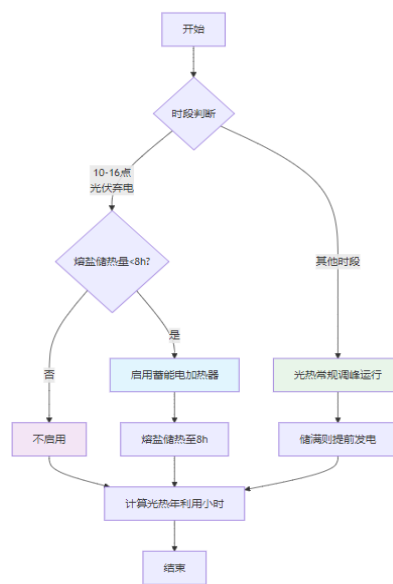 开始
时段判断
10-16点
光伏弃电
其他时段
熔盐储热量<8h?
否
是
启用蓄能电加热器
光热常规调峰运行
不启用
熔盐储热至8h
储满则提前发电
计算光热年利用小时
结束